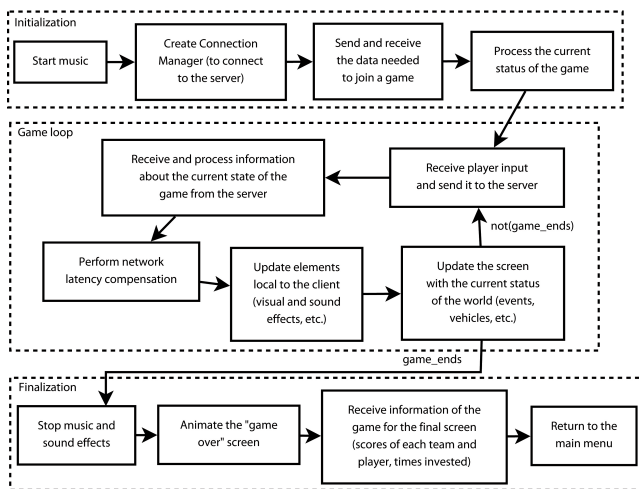 Initialization
Start music
Create Connection
Manager (to connect
to the server)
Send and receive
the data needed
to join a game
Process the current
status of the game
Game loop
Receive and process information
about the current state of the
game from the server
Receive player input
and send it to the server
not(game_ends)
Perform network
latency compensation
Update elements
local to the client
(visual and sound
effects, etc.)
Update the screen
with the current status
of the world (events,
vehicles, etc.)
game_ends
Finalization
Stop music and
sound effects
Animate the "game
over" screen
Receive information of the
game for the final screen
(scores of each team and
player, times invested)
Return to the
main menu